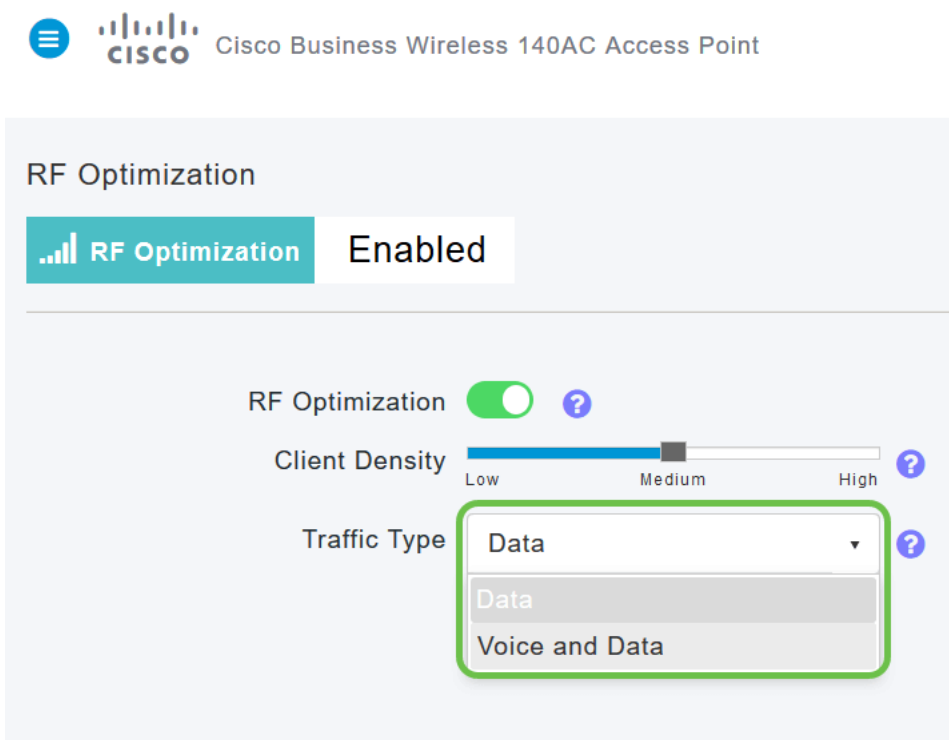 CISCO Cisco Business Wireless 140AC Access Point
RF Optimization
RF Optimization Enabled
RF Optimization ?
Client Density ?
Low Medium High
Traffic Type Data ?
Data
Voice and Data